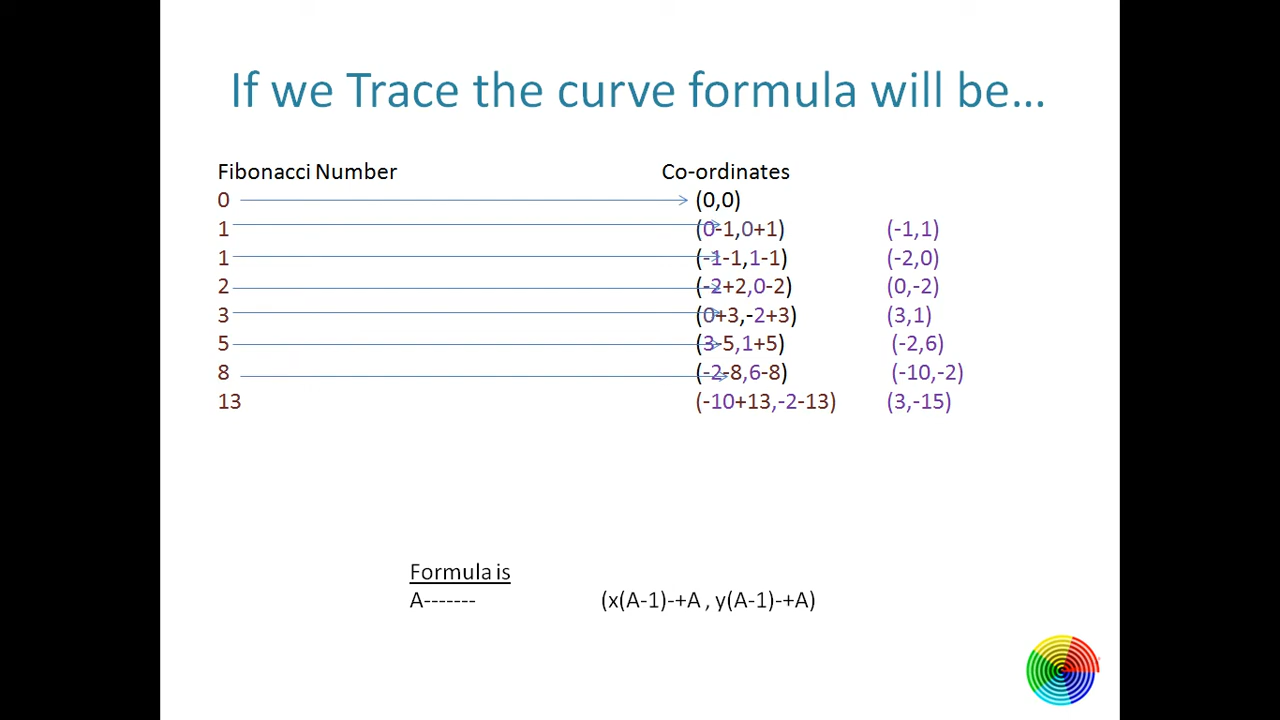 If we Trace the curve formula will be…
Fibonacci Number Co-ordinates
0 (0,0)
1 (0-1,0+1) (-1,1)
1 (-1-1,1-1) (-2,0)
2 (-2+2,0-2) (0,-2)
3 (0+3,-2+3) (3,1)
5 (3-5,1+5) (-2,6)
8 (-2-8,6-8) (-10,-2)
13 (-10+13,-2-13) (3,-15)
Formula is
A------- (x(A-1)-+A , y(A-1)-+A)